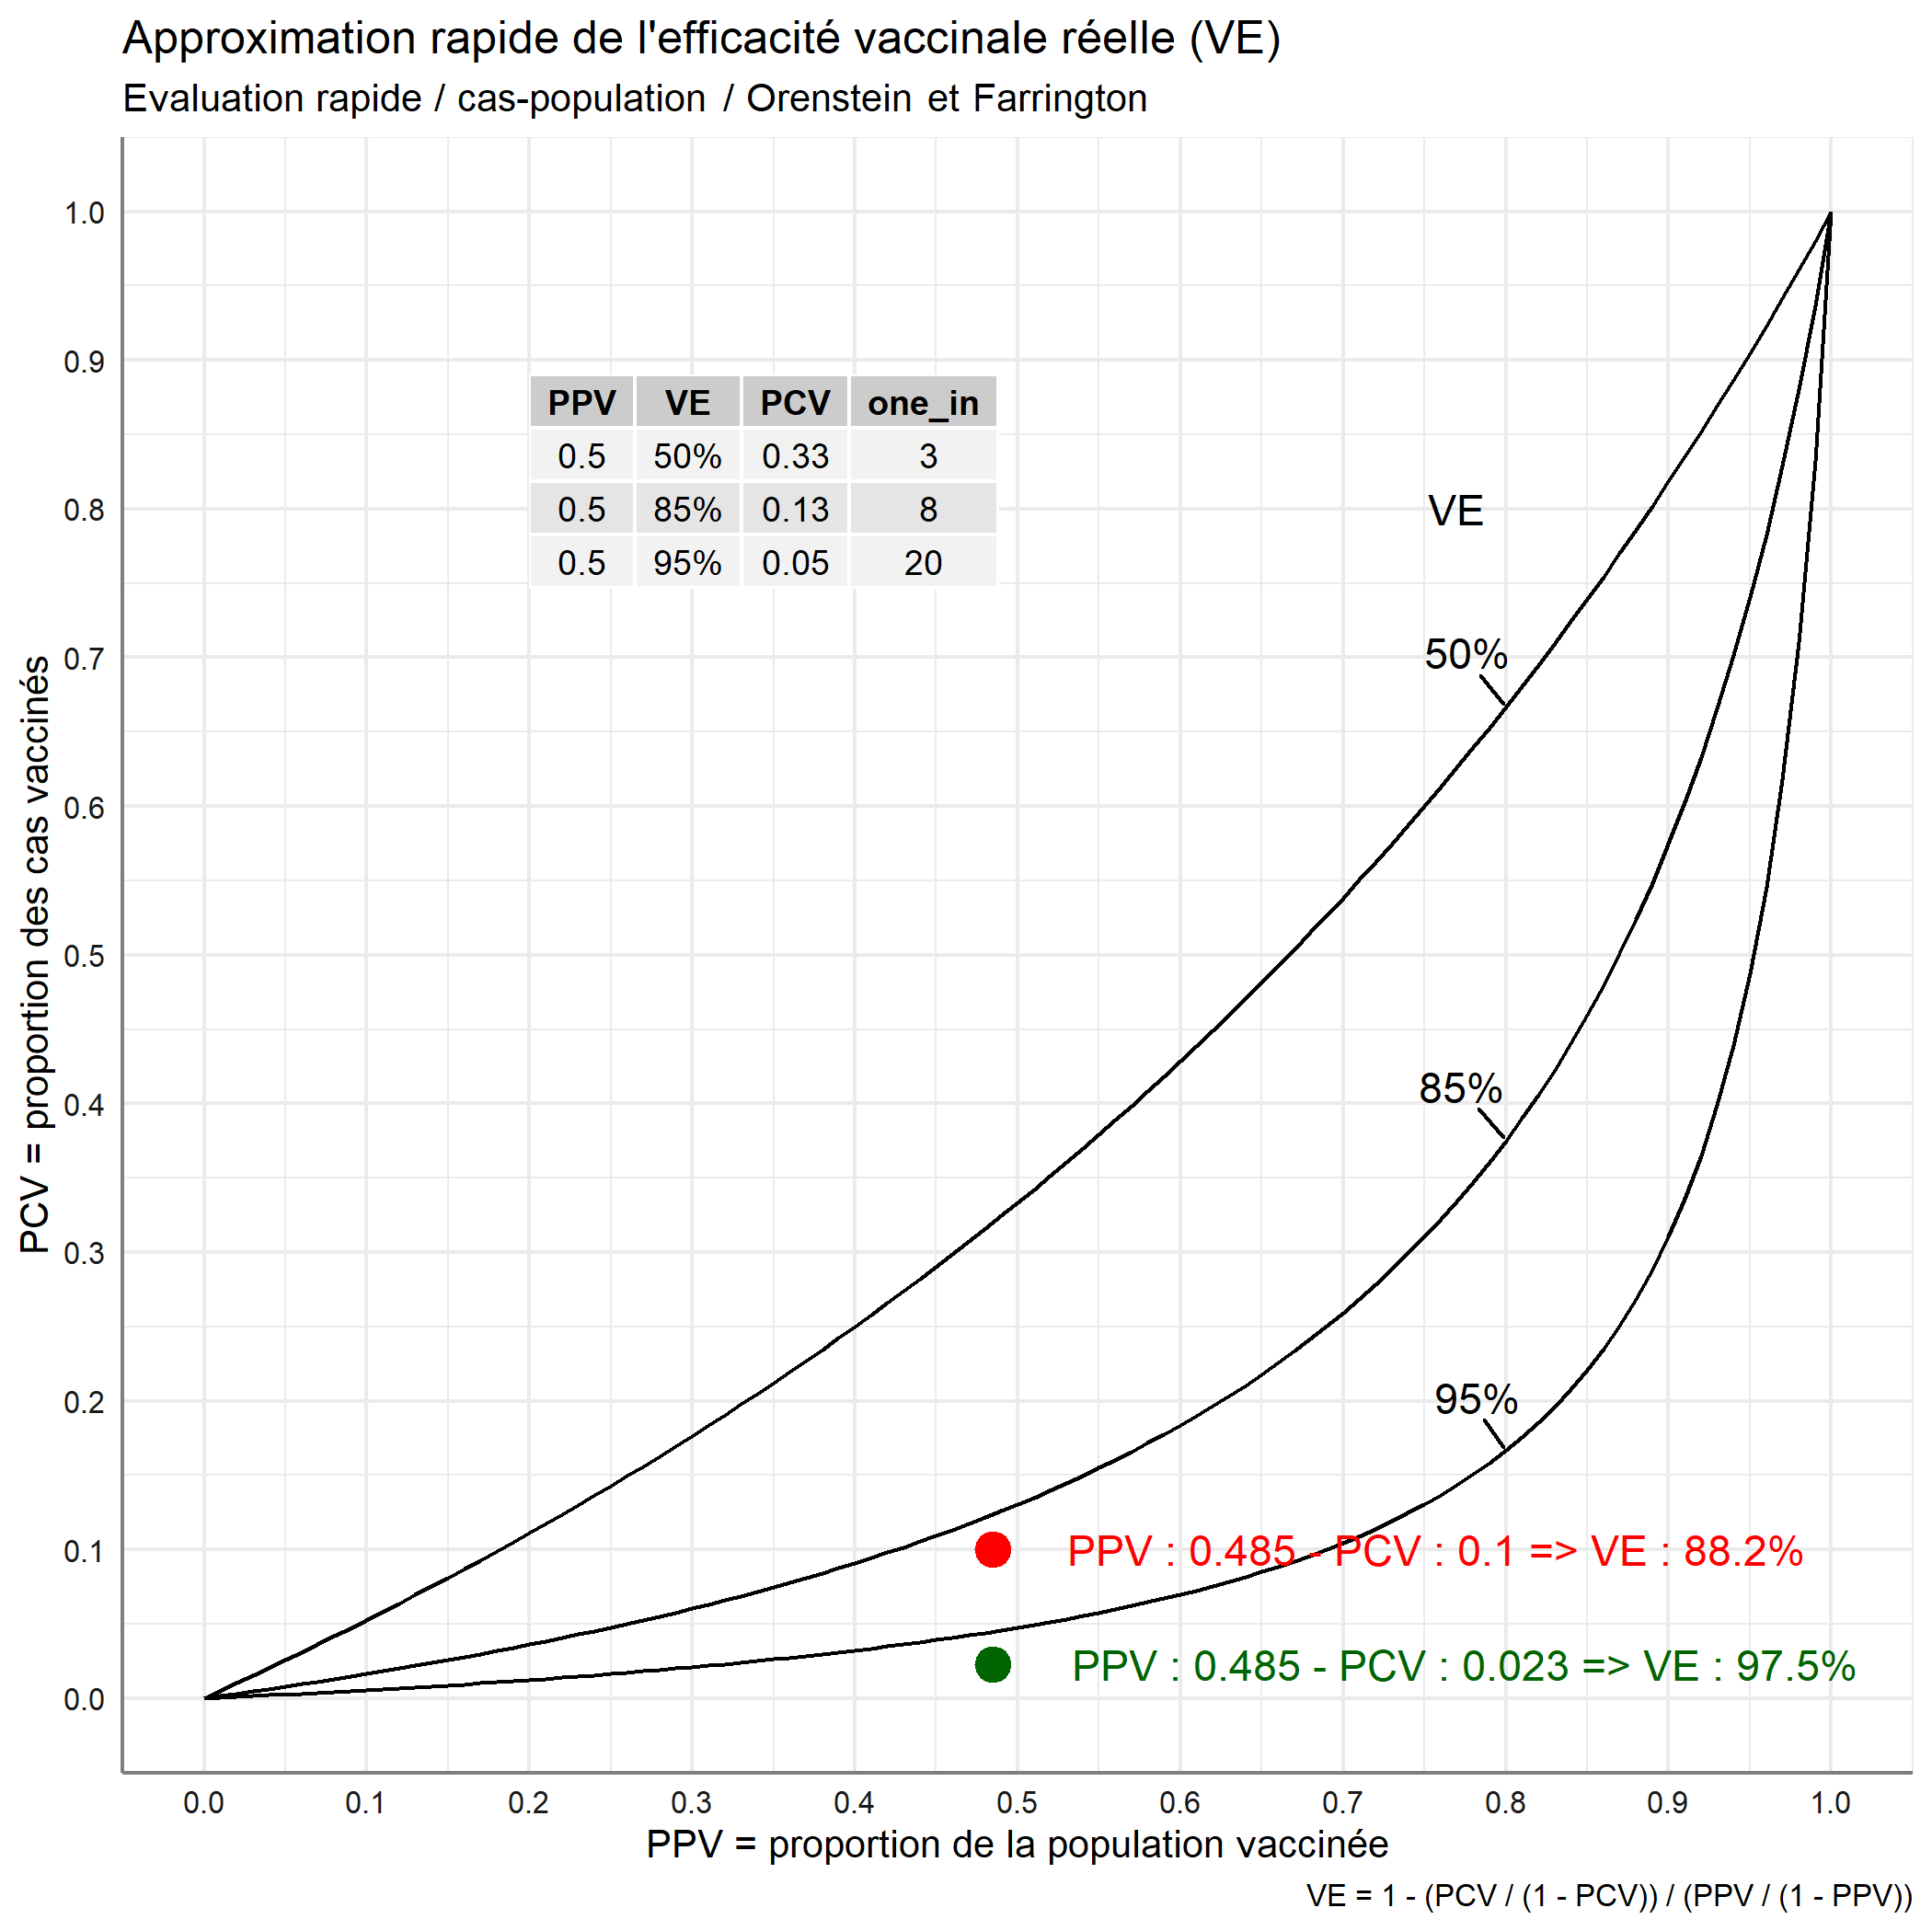 Approximation rapide de l'efficacité vaccinale réelle (VE)
Evaluation rapide / cas-population / Orenstein et Farrington
PCV = proportion des cas vaccinés
1.0
0.9
0.8
0.7
0.6
0.5
0.4
0.3
0.2
0.1
0.0
PPV VE PCV one_in
0.5 50% 0.33 3
0.5 85% 0.13 8
0.5 95% 0.05 20
VE
50%
85%
95%
PPV : 0.485 - PCV : 0.1 => VE : 88.2%
PPV : 0.485 - PCV : 0.023 => VE : 97.5%
0.0 0.1 0.2 0.3 0.4 0.5 0.6 0.7 0.8 0.9 1.0
PPV = proportion de la population vaccinée
VE = 1 - (PCV / (1 - PCV)) / (PPV / (1 - PPV))